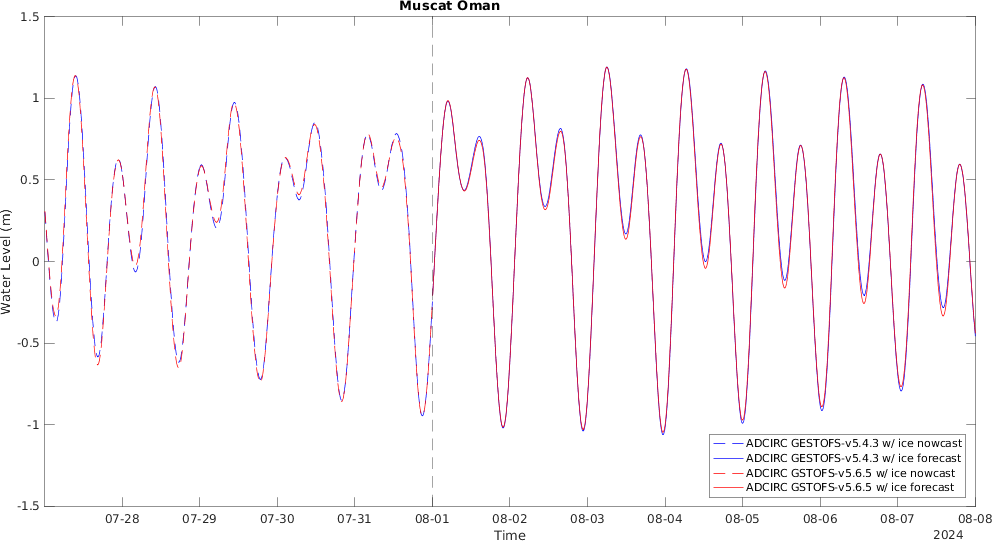 Muscat Oman
1.5
1
0.5
0
-0.5
-1
-1.5
Water Level (m)
07-28
07-29
07-30
07-31
08-01
08-02
08-03
08-04
08-05
08-06
08-07
08-08
Time
2024
ADCIRC GESTOFS-v5.4.3 w/ ice nowcast
ADCIRC GESTOFS-v5.4.3 w/ ice forecast
ADCIRC GSTOFS-v5.6.5 w/ ice nowcast
ADCIRC GSTOFS-v5.6.5 w/ ice forecast